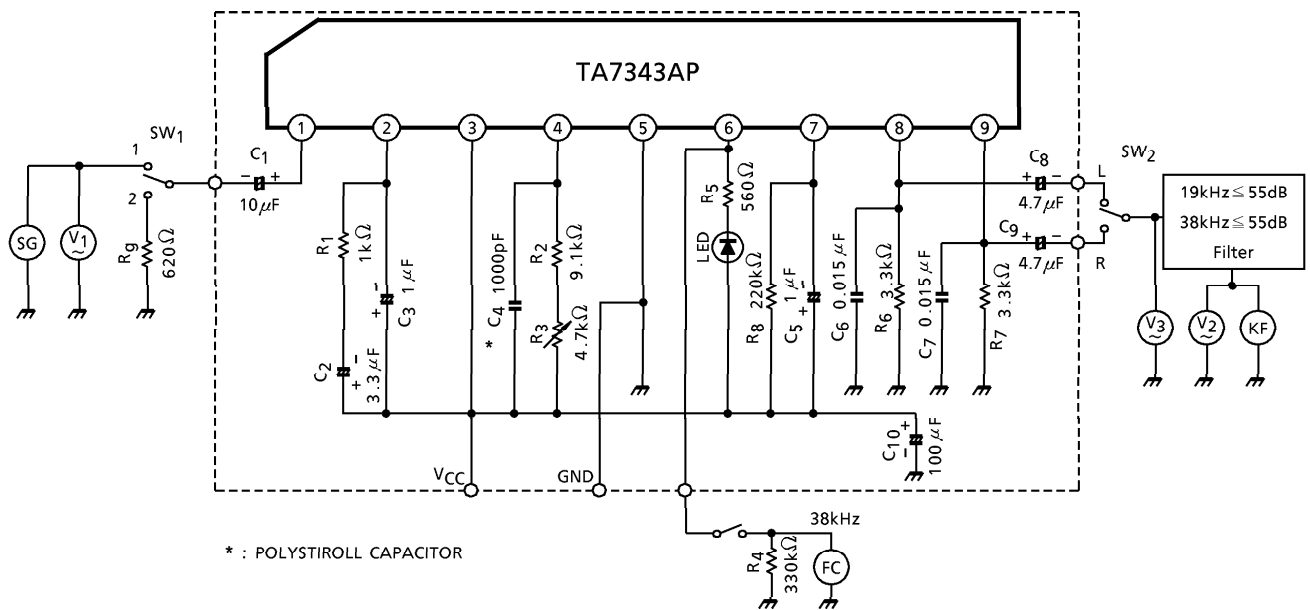 TA7343AP
1 2 3 4 5 6 7 8 9
SW1
1
2
SG
V1
~
Rg
620Ω
C1
− +
10μF
R1
1kΩ
C2
− +
3.3μF
C3
1μF
− +
C4
1000pF
*
R2
9.1kΩ
R3
4.7kΩ
R5
560Ω
LED
R8
220kΩ
C5
1μF
− +
C6
0.015μF
R6
3.3kΩ
C7
0.015μF
R7
3.3kΩ
C8
+ −
4.7μF
C9
+ −
4.7μF
L
R
SW2
19kHz≦55dB
38kHz≦55dB
Filter
V3
~
V2
~
KF
C10
+ −
100μF
VCC
GND
38kHz
R4
330kΩ
FC
* : POLYSTIROLL CAPACITOR